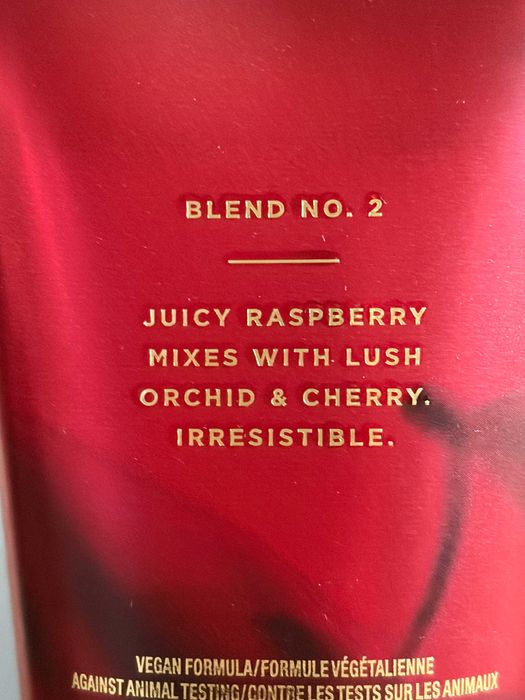 BLEND NO. 2
JUICY RASPBERRY
MIXES WITH LUSH
ORCHID & CHERRY.
IRRESISTIBLE.
VEGAN FORMULA/FORMULE VÉGÉTALIENNE
AGAINST ANIMAL TESTING/CONTRE LES TESTS SUR LES ANIMAUX